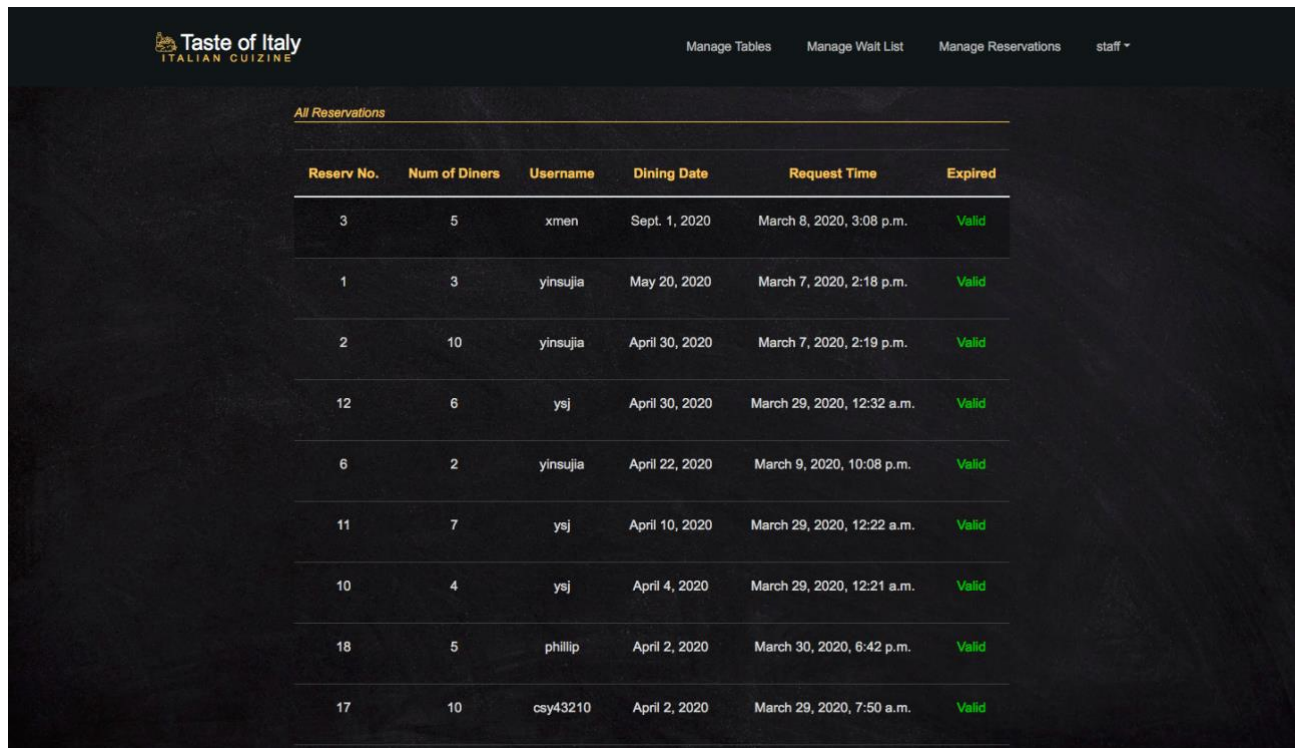 Taste of Italy
ITALIAN CUIZINE
Manage Tables Manage Wait List Manage Reservations staff
All Reservations
Reserv No. Num of Diners Username Dining Date Request Time Expired
3 5 xmen Sept. 1, 2020 March 8, 2020, 3:08 p.m. Valid
1 3 yinsujia May 20, 2020 March 7, 2020, 2:18 p.m. Valid
2 10 yinsujia April 30, 2020 March 7, 2020, 2:19 p.m. Valid
12 6 ysj April 30, 2020 March 29, 2020, 12:32 a.m. Valid
6 2 yinsujia April 22, 2020 March 9, 2020, 10:08 p.m. Valid
11 7 ysj April 10, 2020 March 29, 2020, 12:22 a.m. Valid
10 4 ysj April 4, 2020 March 29, 2020, 12:21 a.m. Valid
18 5 phillip April 2, 2020 March 30, 2020, 6:42 p.m. Valid
17 10 csy43210 April 2, 2020 March 29, 2020, 7:50 a.m. Valid